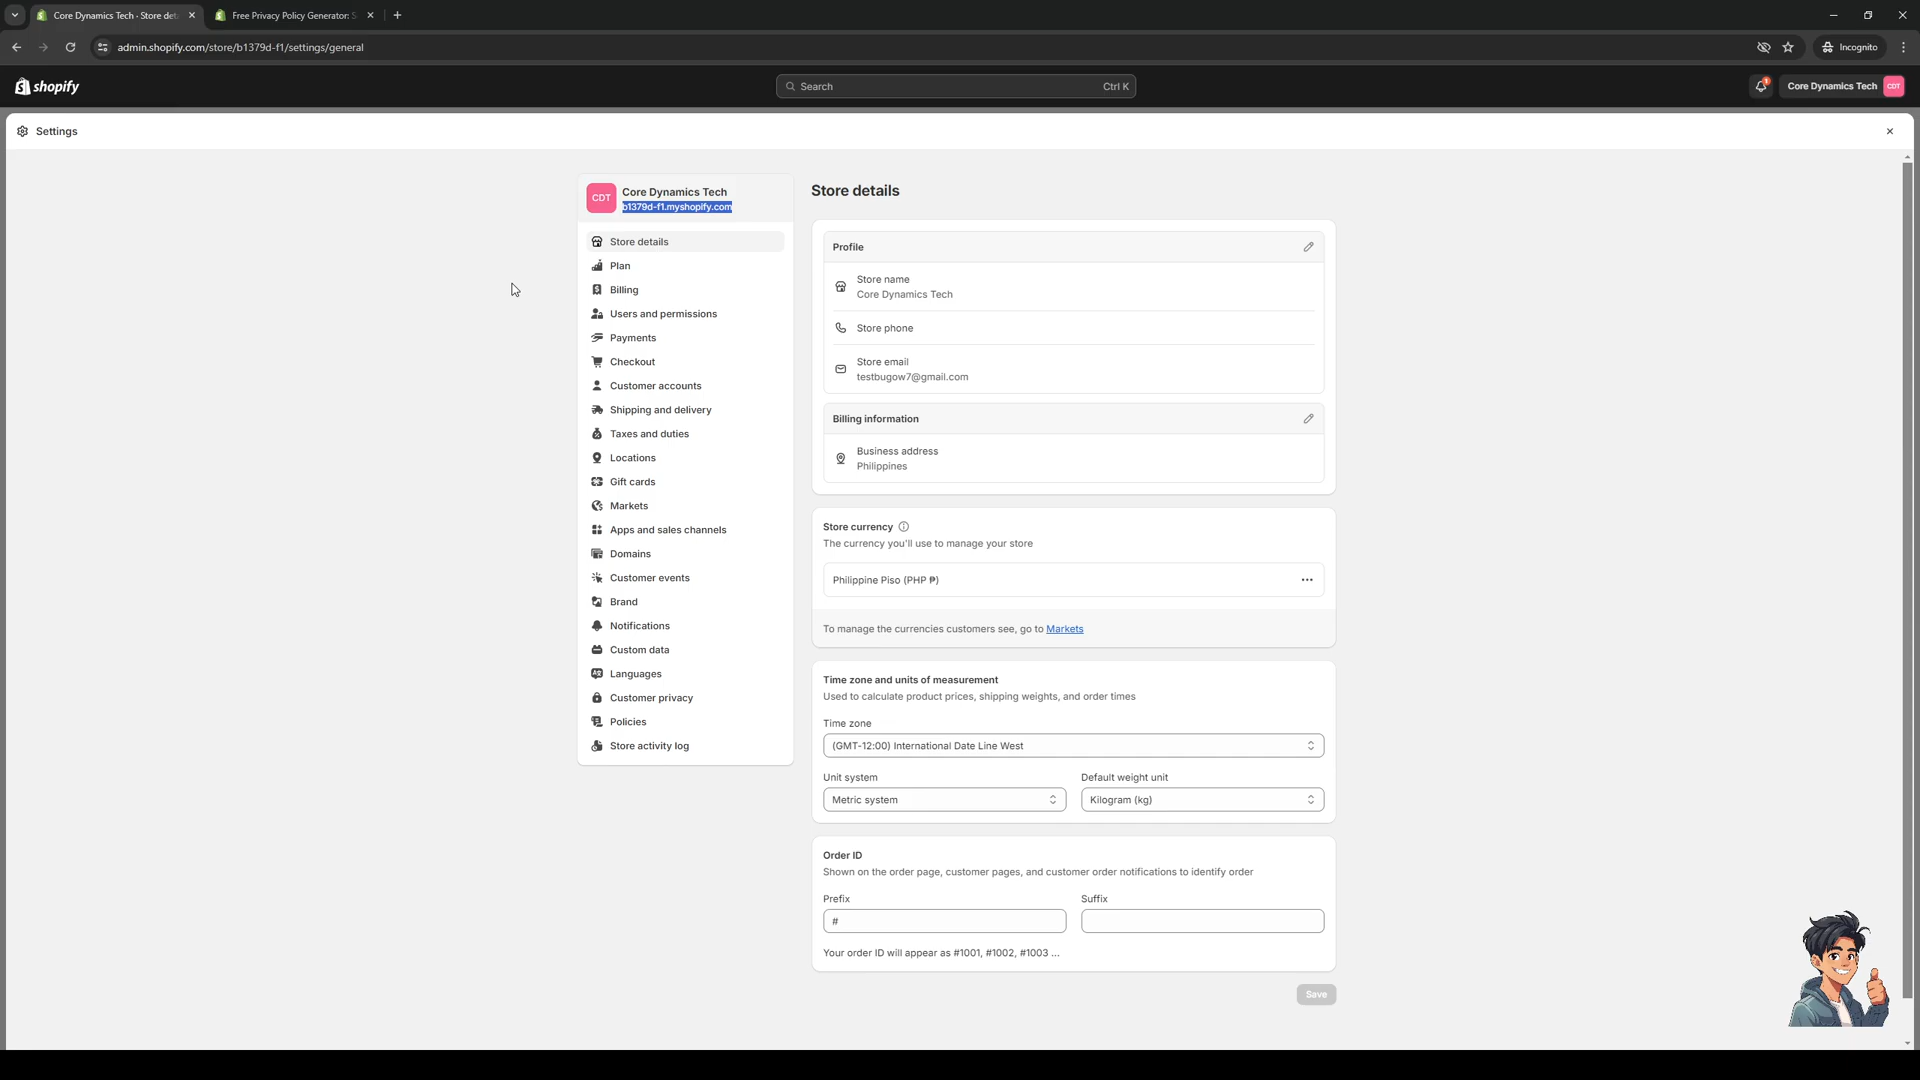 Core Dynamics Tech · Store deta
Free Privacy Policy Generator: S
admin.shopify.com/store/b1379d-f1/settings/general
Incognito
shopify
Search
Ctrl K
1
Core Dynamics Tech
CDT
Settings
CDT
Core Dynamics Tech
b1379d-f1.myshopify.com
Store details
Plan
Billing
Users and permissions
Payments
Checkout
Customer accounts
Shipping and delivery
Taxes and duties
Locations
Gift cards
Markets
Apps and sales channels
Domains
Customer events
Brand
Notifications
Custom data
Languages
Customer privacy
Policies
Store activity log
Store details
Profile
Store name
Core Dynamics Tech
Store phone
Store email
testbugow7@gmail.com
Billing information
Business address
Philippines
Store currency
The currency you'll use to manage your store
Philippine Piso (PHP ₱)
To manage the currencies customers see, go to Markets
Time zone and units of measurement
Used to calculate product prices, shipping weights, and order times
Time zone
(GMT-12:00) International Date Line West
Unit system
Default weight unit
Metric system
Kilogram (kg)
Order ID
Shown on the order page, customer pages, and customer order notifications to identify order
Prefix
Suffix
#
Your order ID will appear as #1001, #1002, #1003 ...
Save